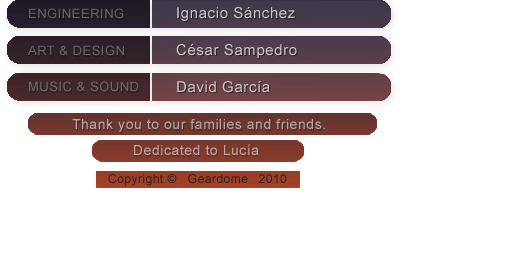 ENGINEERING Ignacio Sánchez
ART & DESIGN César Sampedro
MUSIC & SOUND David García
Thank you to our families and friends.
Dedicated to Lucía
Copyright © Geardome 2010